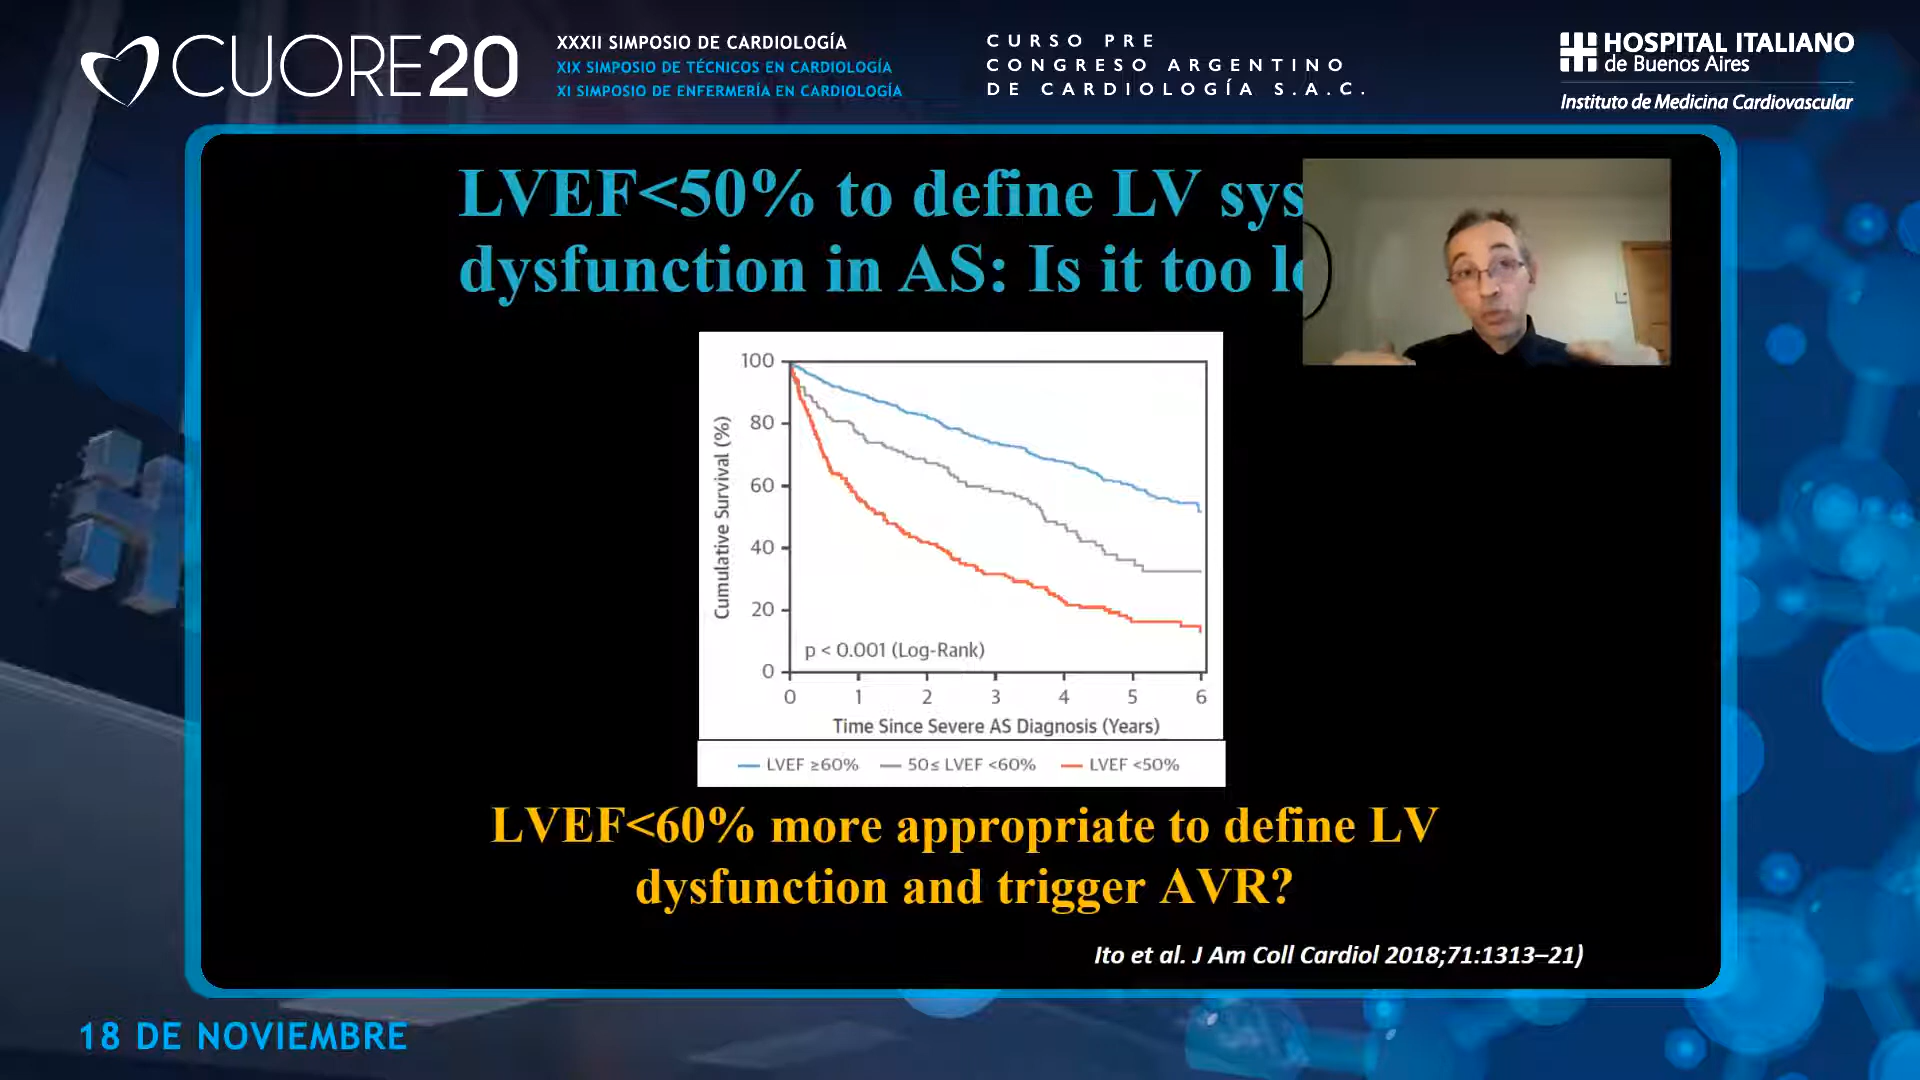 CUORE20
XXXII SIMPOSIO DE CARDIOLOGÍA
XIX SIMPOSIO DE TÉCNICOS EN CARDIOLOGÍA
XI SIMPOSIO DE ENFERMERÍA EN CARDIOLOGÍA
CURSO PRE
CONGRESO ARGENTINO
DE CARDIOLOGÍA S.A.C.
HOSPITAL ITALIANO
de Buenos Aires
Instituto de Medicina Cardiovascular
LVEF<50% to define LV sys
dysfunction in AS: Is it too lo
100
80
60
40
20
0
Cumulative Survival (%)
p < 0.001 (Log-Rank)
0 1 2 3 4 5 6
Time Since Severe AS Diagnosis (Years)
LVEF ≥60% 50≤ LVEF <60% LVEF <50%
LVEF<60% more appropriate to define LV
dysfunction and trigger AVR?
Ito et al. J Am Coll Cardiol 2018;71:1313–21)
18 DE NOVIEMBRE